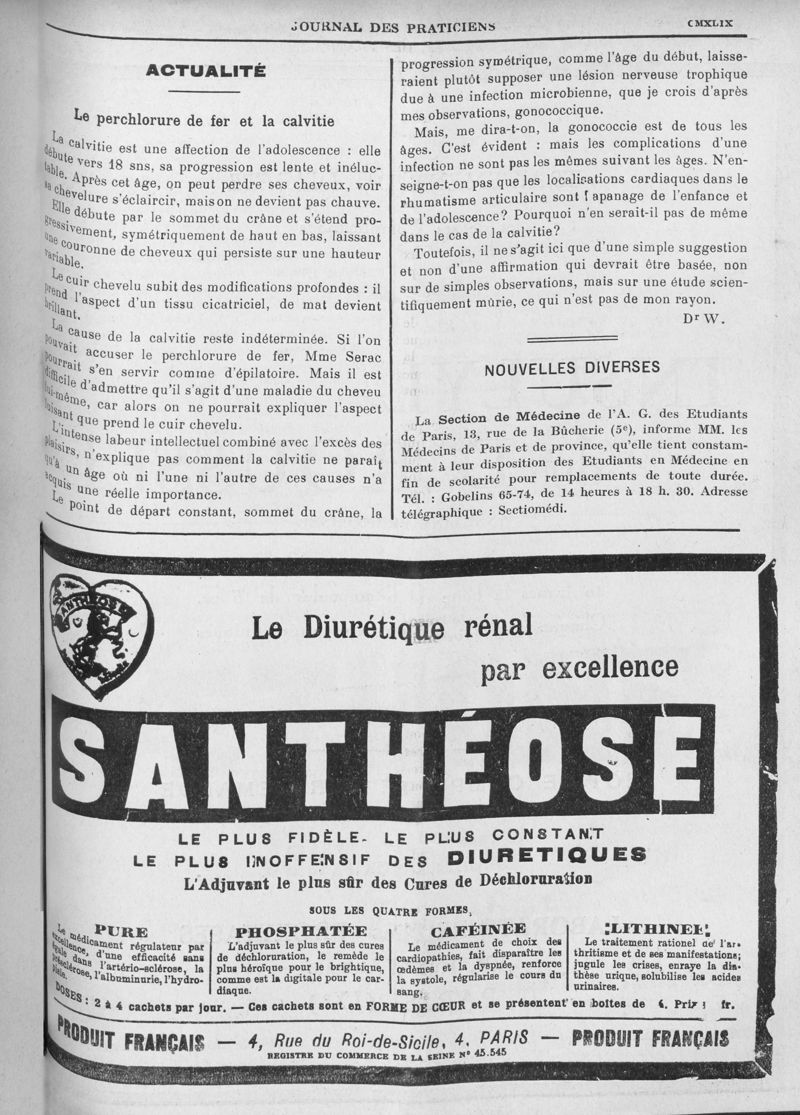 JOURNAL DES PRATICIENS
CMXLIX
ACTUALITÉ
Le perchlorure de fer et la calvitie
La calvitie est une affection de l'adolescence : elle
débute vers 18 sns, sa progression est lente et inéluc-
table. Après cet âge, on peut perdre ses cheveux, voir
sa chevelure s'éclaircir, mais on ne devient pas chauve.
Elle débute par le sommet du crâne et s'étend pro-
gressivement, symétriquement de haut en bas, laissant
une couronne de cheveux qui persiste sur une hauteur
variable.
Le cuir chevelu subit des modifications profondes : il
prend l'aspect d'un tissu cicatriciel, de mat devient
brillant.
La cause de la calvitie reste indéterminée. Si l'on
pouvait accuser le perchlorure de fer, Mme Serac
pourrait s'en servir comme d'épilatoire. Mais il est
difficile d'admettre qu'il s'agit d'une maladie du cheveu
lui-même, car alors on ne pourrait expliquer l'aspect
luisant que prend le cuir chevelu.
L'intense labeur intellectuel combiné avec l'excès des
plaisirs, n'explique pas comment la calvitie ne paraît
qu'à un âge où ni l'une ni l'autre de ces causes n'a
acquis une réelle importance.
Le point de départ constant, sommet du crâne, la
progression symétrique, comme l'âge du début, laisse-
raient plutôt supposer une lésion nerveuse trophique
due à une infection microbienne, que je crois d'après
mes observations, gonococcique.
Mais, me dira-t-on, la gonococcie est de tous les
âges. C'est évident : mais les complications d'une
infection ne sont pas les mêmes suivant les âges. N'en-
seigne-t-on pas que les localisations cardiaques dans le
rhumatisme articulaire sont l apanage de l'enfance et
de l'adolescence? Pourquoi n'en serait-il pas de même
dans le cas de la calvitie?
Toutefois, il ne s'agit ici que d'une simple suggestion
et non d'une affirmation qui devrait être basée, non
sur de simples observations, mais sur une étude scien-
tifiquement mûrie, ce qui n'est pas de mon rayon.
Dr W.
NOUVELLES DIVERSES
La Section de Médecine de l'A. G. des Etudiants
de Paris, 13, rue de la Bûcherie (5e), informe MM. les
Médecins de Paris et de province, qu'elle tient constam-
ment à leur disposition des Etudiants en Médecine en
fin de scolarité pour remplacements de toute durée.
Tél. : Gobelins 65-74, de 14 heures à 18 h. 30. Adresse
télégraphique : Sectiomédi.
SANTHÉOSE
Le Diurétique rénal
par excellence
SANTHÉOSE
LE PLUS FIDÈLE - LE PLUS CONSTANT
LE PLUS INOFFENSIF DES DIURETIQUES
L'Adjuvant le plus sûr des Cures de Déchloruration
SOUS LES QUATRE FORMES,
PURE
Le médicament régulateur par
excellence, d'une efficacité sans
égale dans l'artério-sclérose, la
présclérose, l'albuminurie, l'hydro-
pisie.
PHOSPHATÉE
L'adjuvant le plus sûr des cures
de déchloruration, le remède le
plus héroïque pour le brightique,
comme est la digitale pour le car-
diaque.
CAFÉINÉE
Le médicament de choix des
cardiopathies, fait disparaître les
œdèmes et la dyspnée, renforce
la systole, régularise le cours du
sang.
LITHINEE
Le traitement rationel de l'ar-
thritisme et de ses manifestations;
jugule les crises, enraye la dia-
thèse urique, solubilise les acides
urinaires.
DOSES : 2 à 4 cachets par jour. — Ces cachets sont en FORME DE CŒUR et se présentent en boîtes de Prix fr.
PRODUIT FRANÇAIS — 4, Rue du Roi-de-Sicile, 4, PARIS — PRODUIT FRANÇAIS
REGISTRE DU COMMERCE DE LA SEINE No 45.545